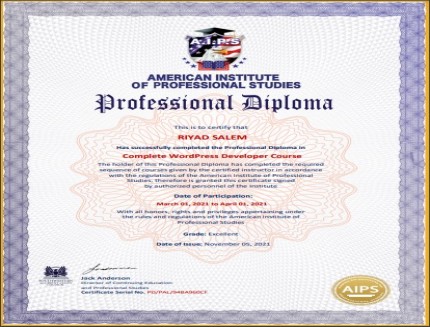 A.I.P.S
AMERICAN INSTITUTE
OF PROFESSIONAL STUDIES
Professional Diploma
This is to certify that
RIYAD SALEM
Has successfully completed the Professional Diploma in
Complete WordPress Developer Course
The holder of this Professional Diploma has completed the required
sequence of courses given by the certified instructor in accordance
with the regulations of the American Institute of Professional
Studies, therefore is granted this certificate signed
by authorized personnel of the institute
Date of Participation:
March 01, 2021 to April 01, 2021
With all honors, rights and privileges appertaining under
the rules and regulations of the American Institute of
Professional Studies
Grade: Excellent
Date of Issue: November 05, 2021
Jack Anderson
Director of Continuing Education
and Professional Studies
Certificate Serial No.
AIPS